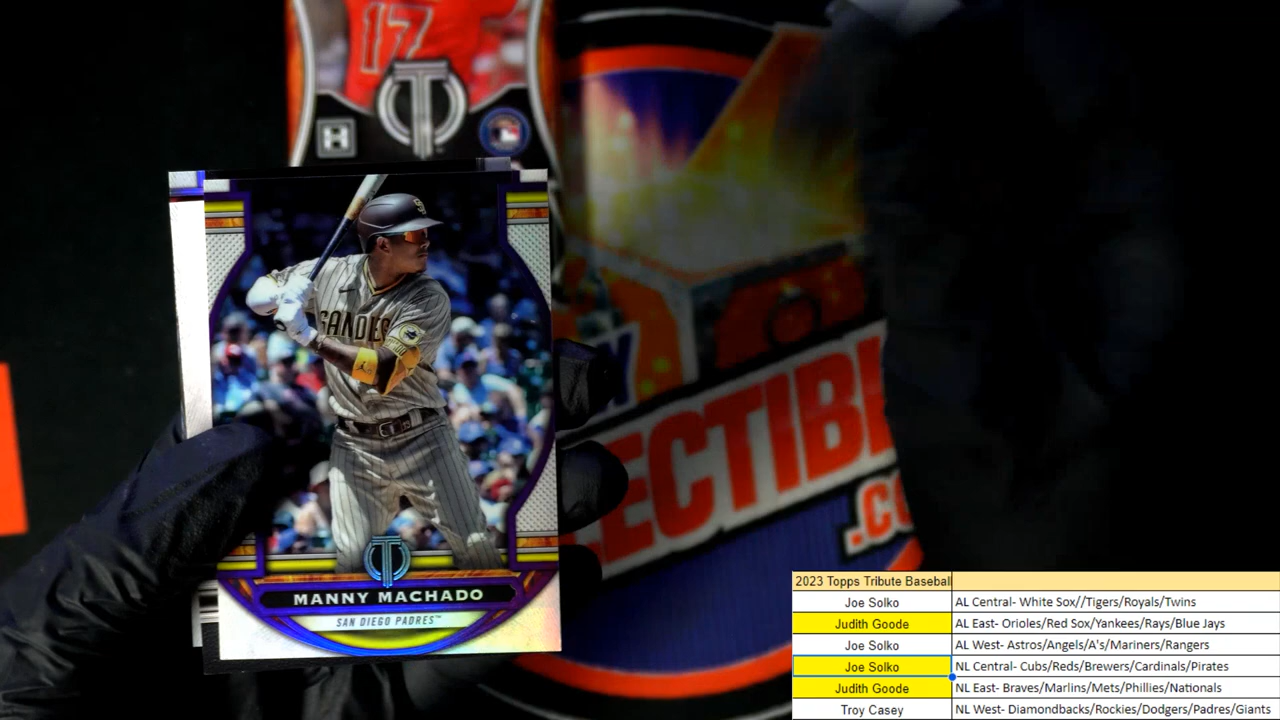 17
H
SANDIE
MANNY MACHADO
SAN DIEGO PADRES™
ECTIBL
.CO
2023 Topps Tribute Baseball
Joe Solko AL Central- White Sox//Tigers/Royals/Twins
Judith Goode AL East- Orioles/Red Sox/Yankees/Rays/Blue Jays
Joe Solko AL West- Astros/Angels/A's/Mariners/Rangers
Joe Solko NL Central- Cubs/Reds/Brewers/Cardinals/Pirates
Judith Goode NL East- Braves/Marlins/Mets/Phillies/Nationals
Troy Casey NL West- Diamondbacks/Rockies/Dodgers/Padres/Giants